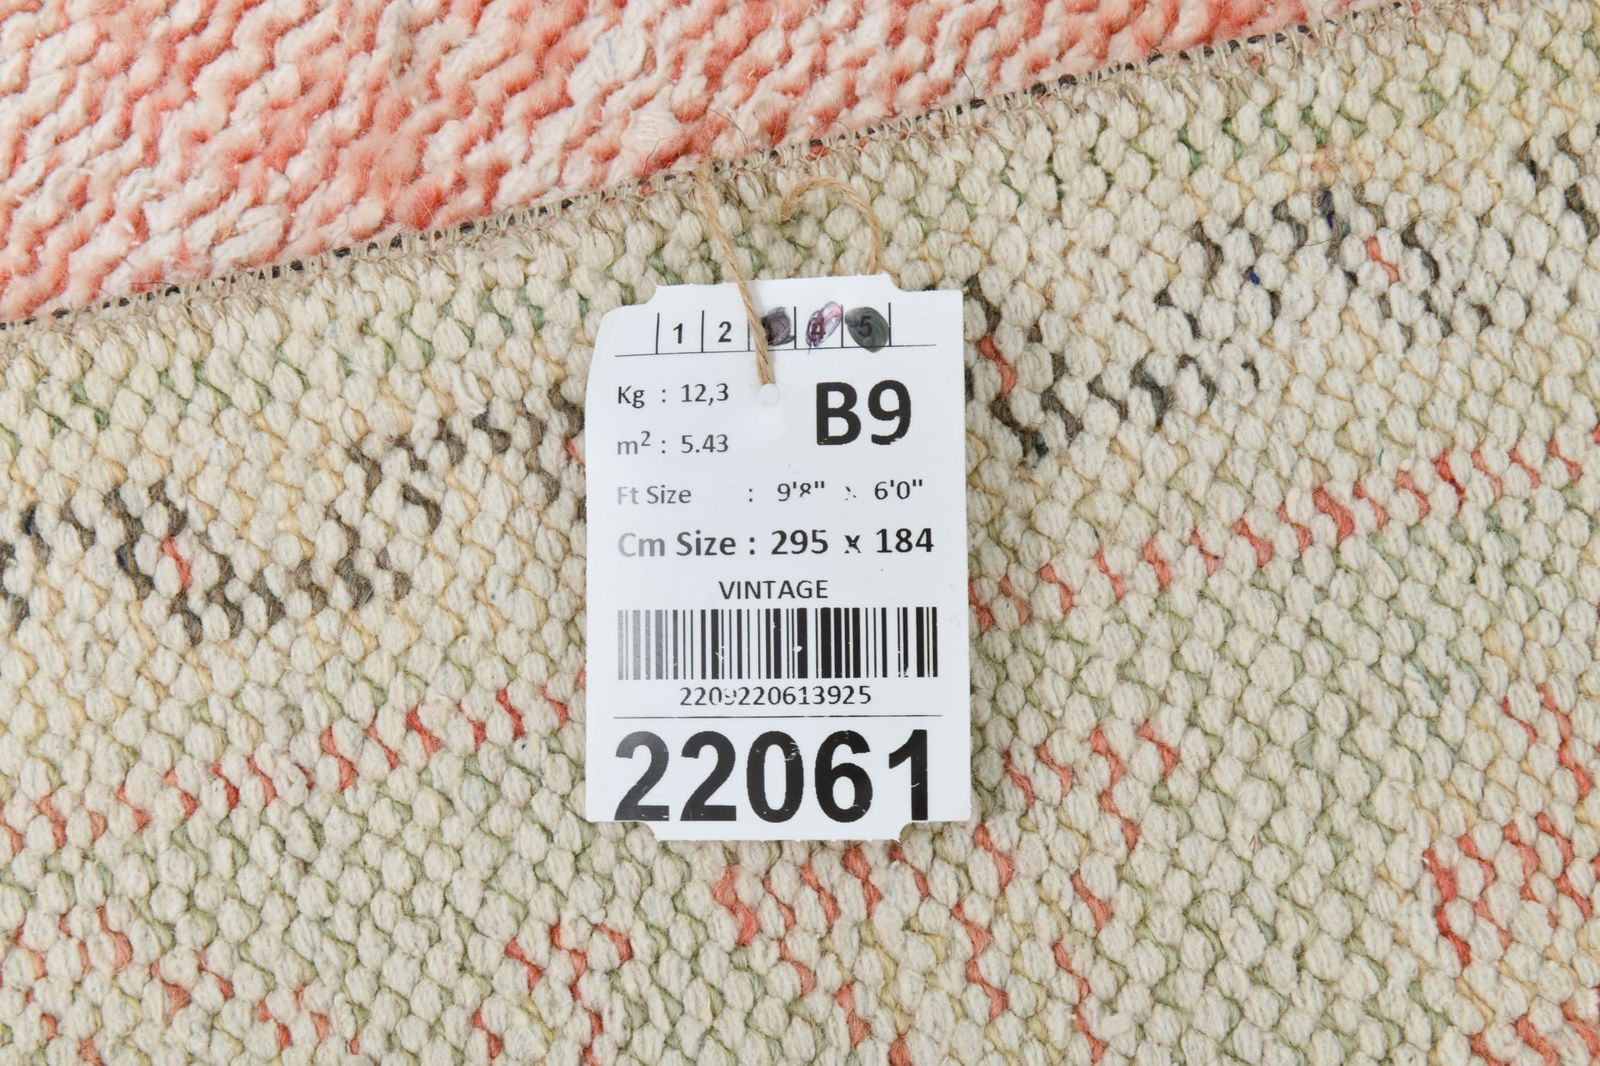 1 2 3 4 5
Kg : 12,3
B9
m² : 5.43
Ft Size : 9'8" x 6'0"
Cm Size : 295 x 184
VINTAGE
2209220613925
22061